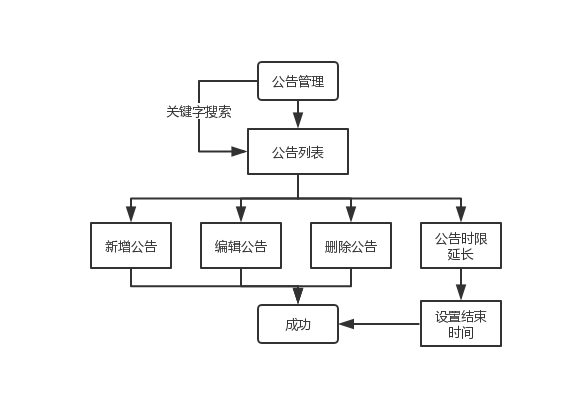 公告管理
关键字搜索
公告列表
新增公告
编辑公告
删除公告
公告时限
延长
成功
设置结束
时间